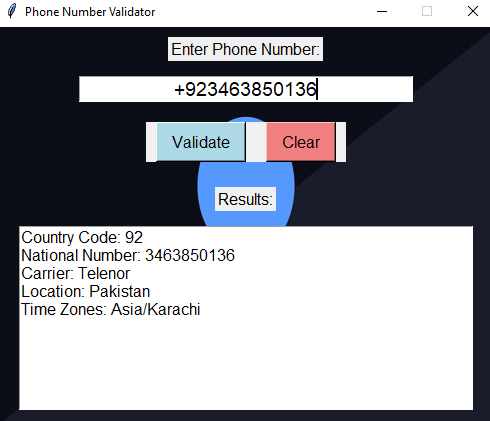 Phone Number Validator
Enter Phone Number:
+923463850136
Validate Clear
Results:
Country Code: 92
National Number: 3463850136
Carrier: Telenor
Location: Pakistan
Time Zones: Asia/Karachi